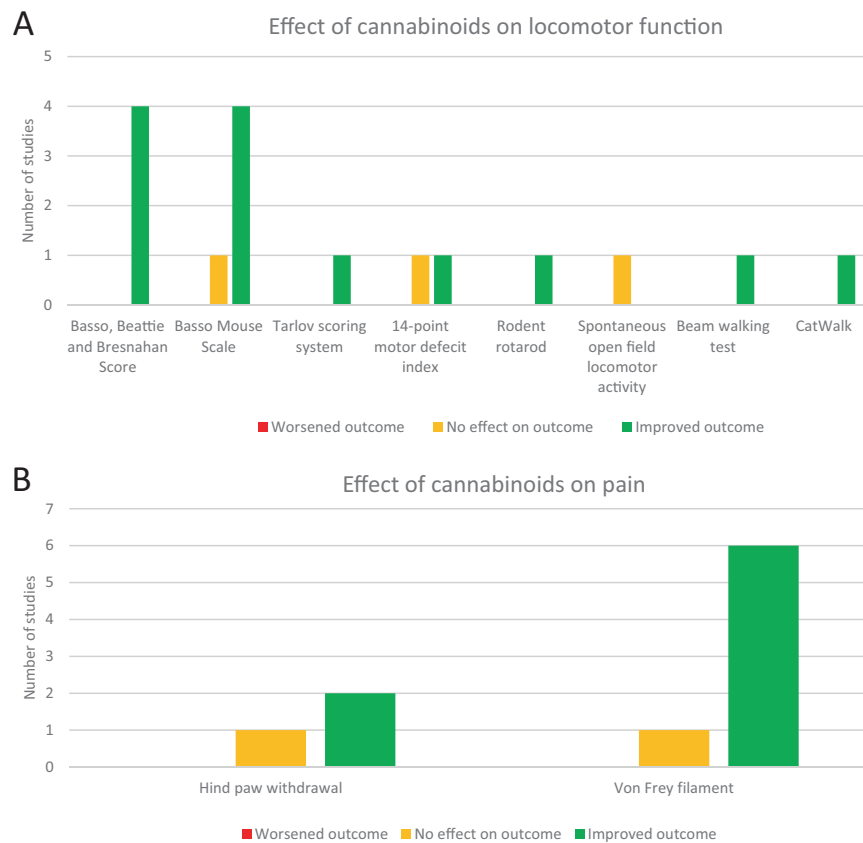 A
Effect of cannabinoids on locomotor function
Number of studies
5
4
3
2
1
0
Basso, Beattie
and Bresnahan
Score
Basso Mouse
Scale
Tarlov scoring
system
14-point
motor defecit
index
Rodent
rotarod
Spontaneous
open field
locomotor
activity
Beam walking
test
CatWalk
Worsened outcome
No effect on outcome
Improved outcome
B
Effect of cannabinoids on pain
Number of studies
7
6
5
4
3
2
1
0
Hind paw withdrawal
Von Frey filament
Worsened outcome
No effect on outcome
Improved outcome